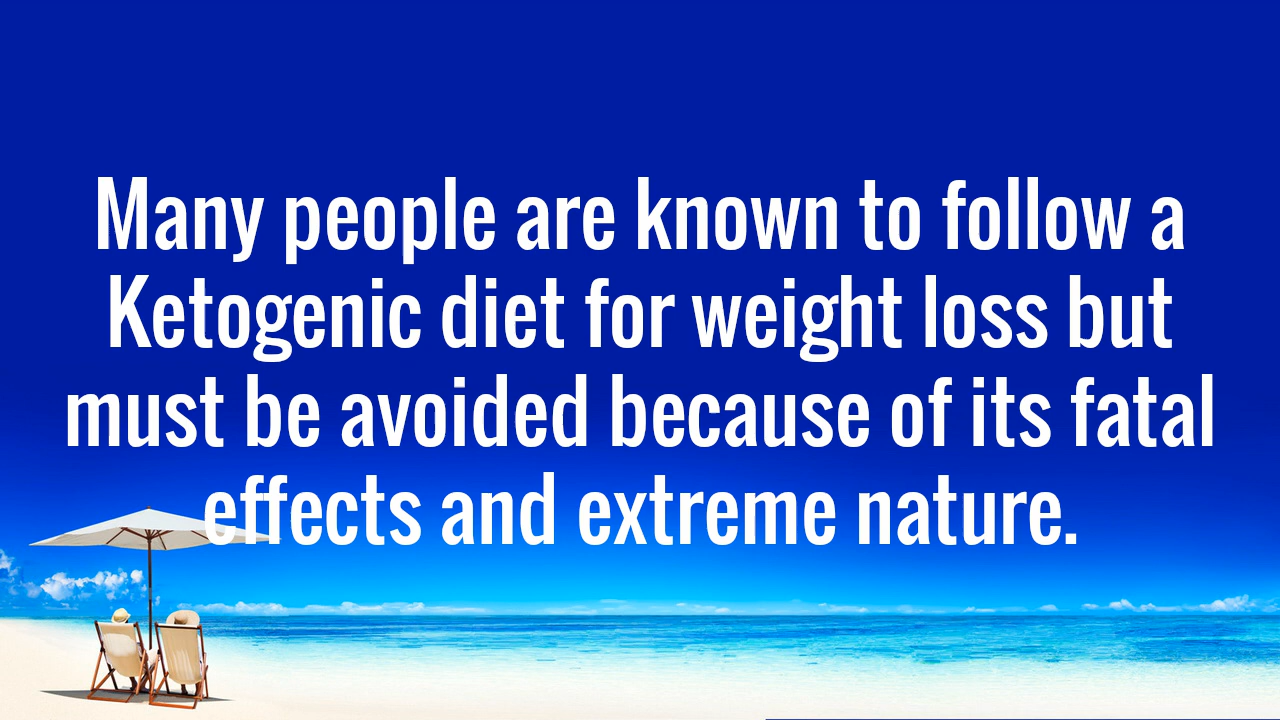 Many people are known to follow a
Ketogenic diet for weight loss but
must be avoided because of its fatal
effects and extreme nature.